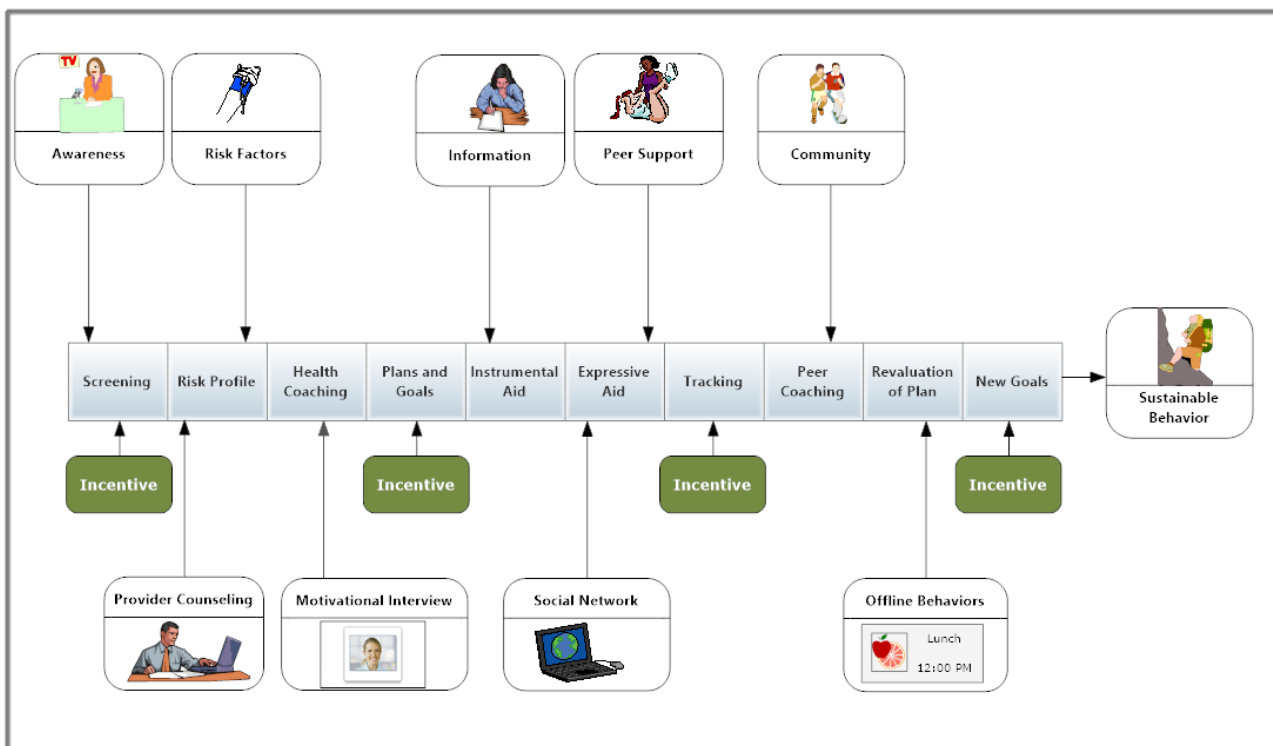 TV
Awareness
Risk Factors
Information
Peer Support
Community
Screening
Risk Profile
Health
Coaching
Plans and
Goals
Instrumental
Aid
Expressive
Aid
Tracking
Peer
Coaching
Revaluation
of Plan
New Goals
Sustainable
Behavior
Incentive
Incentive
Incentive
Incentive
Provider Counseling
Motivational Interview
Social Network
Offline Behaviors
Lunch
12:00 PM